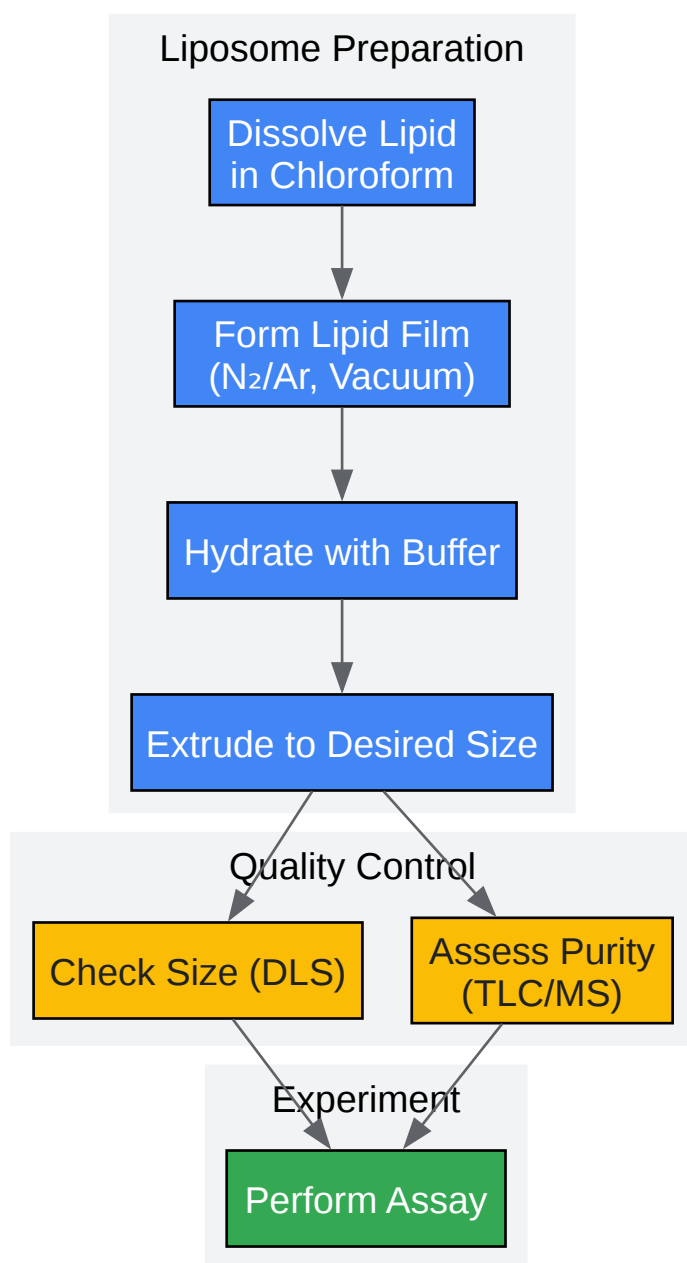 Liposome Preparation
Dissolve Lipid
in Chloroform
Form Lipid Film
(N₂/Ar, Vacuum)
Hydrate with Buffer
Extrude to Desired Size
Quality Control
Check Size (DLS)
Assess Purity
(TLC/MS)
Experiment
Perform Assay